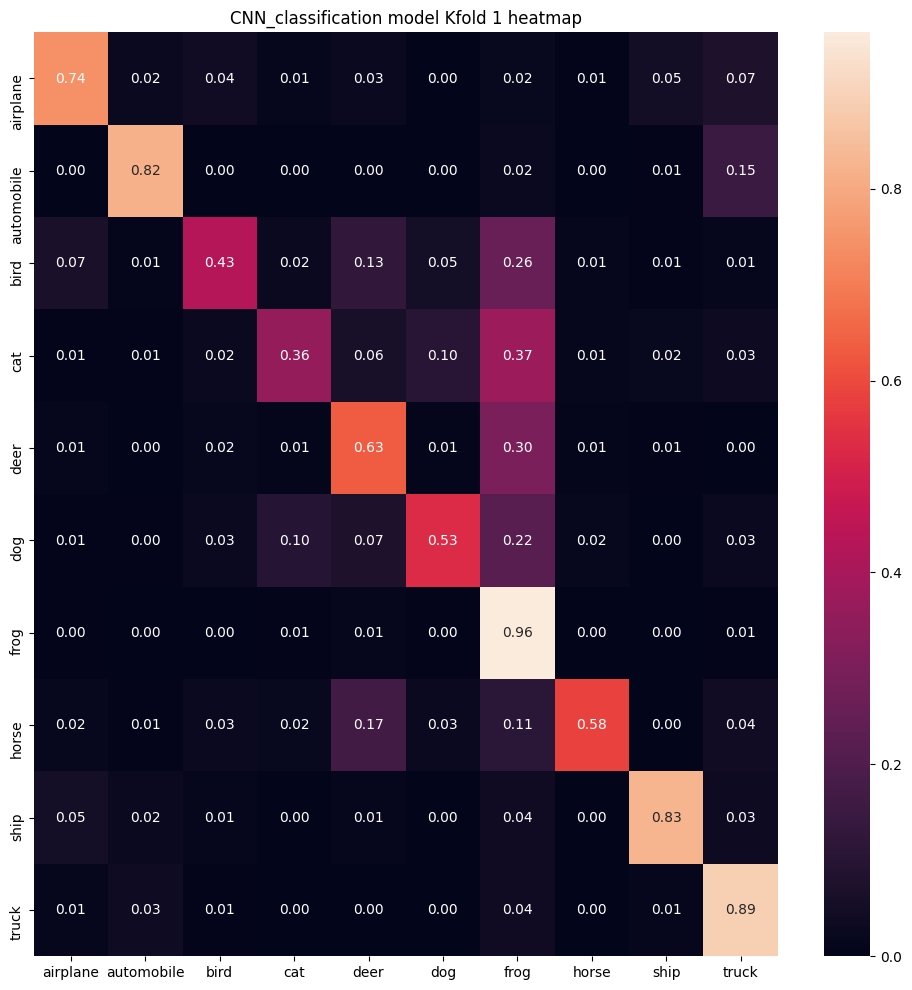 CNN_classification model Kfold 1 heatmap
airplane 0.74 0.02 0.04 0.01 0.03 0.00 0.02 0.01 0.05 0.07
automobile 0.00 0.82 0.00 0.00 0.00 0.00 0.02 0.00 0.01 0.15
bird 0.07 0.01 0.43 0.02 0.13 0.05 0.26 0.01 0.01 0.01
cat 0.01 0.01 0.02 0.36 0.06 0.10 0.37 0.01 0.02 0.03
deer 0.01 0.00 0.02 0.01 0.63 0.01 0.30 0.01 0.01 0.00
dog 0.01 0.00 0.03 0.10 0.07 0.53 0.22 0.02 0.00 0.03
frog 0.00 0.00 0.00 0.01 0.01 0.00 0.96 0.00 0.00 0.01
horse 0.02 0.01 0.03 0.02 0.17 0.03 0.11 0.58 0.00 0.04
ship 0.05 0.02 0.01 0.00 0.01 0.00 0.04 0.00 0.83 0.03
truck 0.01 0.03 0.01 0.00 0.00 0.00 0.04 0.00 0.01 0.89
airplane automobile bird cat deer dog frog horse ship truck
0.8
0.6
0.4
0.2
0.0